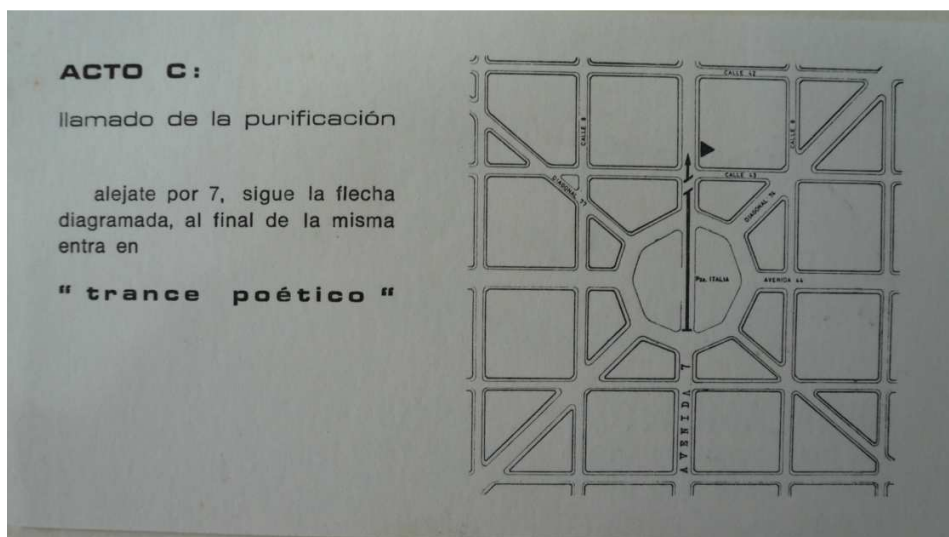 ACTO C:
llamado de la purificación
alejate por 7, sigue la flecha
diagramada, al final de la misma
entra en
" trance poético "
CALLE 42
CALLE 8
CALLE 6
CALLE 43
DIAGONAL 77
DIAGONAL 74
Pza. ITALIA
AVENIDA 44
AVENIDA 7